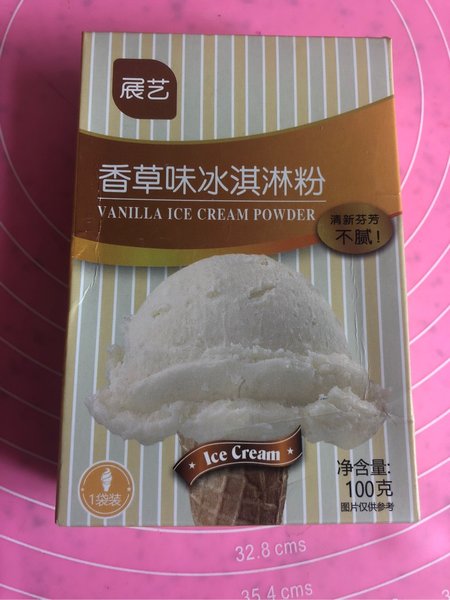 展艺
香草味冰淇淋粉
VANILLA ICE CREAM POWDER
清新芬芳
不腻!
Ice Cream
1袋装
净含量:
100克
图片仅供参考
32.8 cms
35.4 cms